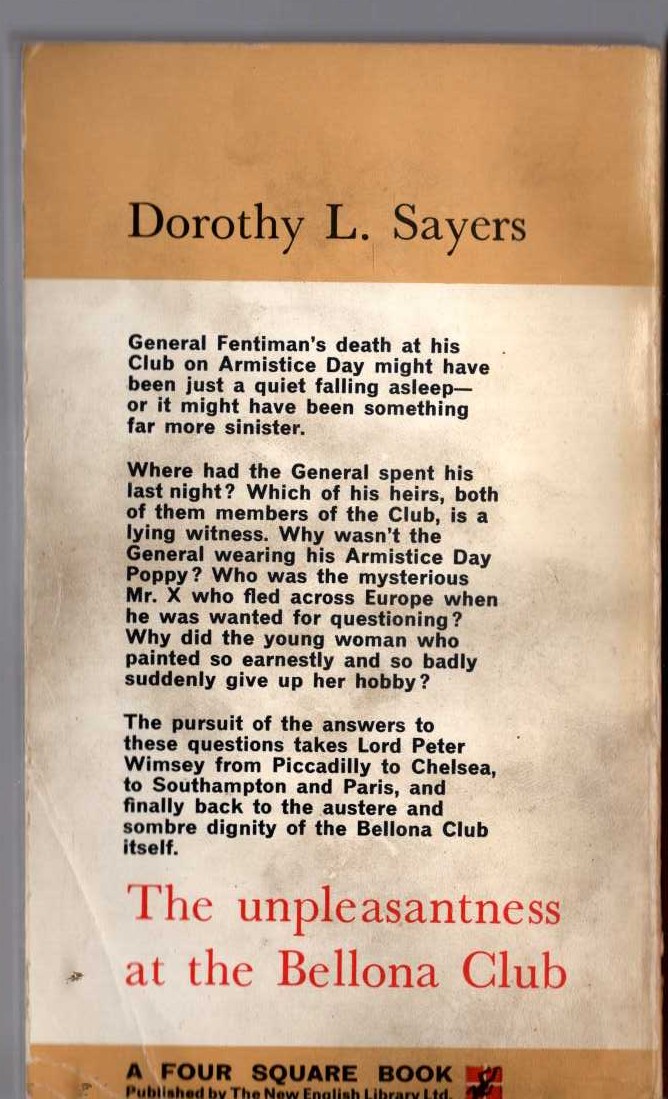 Dorothy L. Sayers
General Fentiman's death at his
Club on Armistice Day might have
been just a quiet falling asleep—
or it might have been something
far more sinister.
Where had the General spent his
last night? Which of his heirs, both
of them members of the Club, is a
lying witness. Why wasn't the
General wearing his Armistice Day
Poppy? Who was the mysterious
Mr. X who fled across Europe when
he was wanted for questioning?
Why did the young woman who
painted so earnestly and so badly
suddenly give up her hobby?
The pursuit of the answers to
these questions takes Lord Peter
Wimsey from Piccadilly to Chelsea,
to Southampton and Paris, and
finally back to the austere and
sombre dignity of the Bellona Club
itself.
The unpleasantness
at the Bellona Club
A FOUR SQUARE BOOK
Published by The New English Library Ltd.